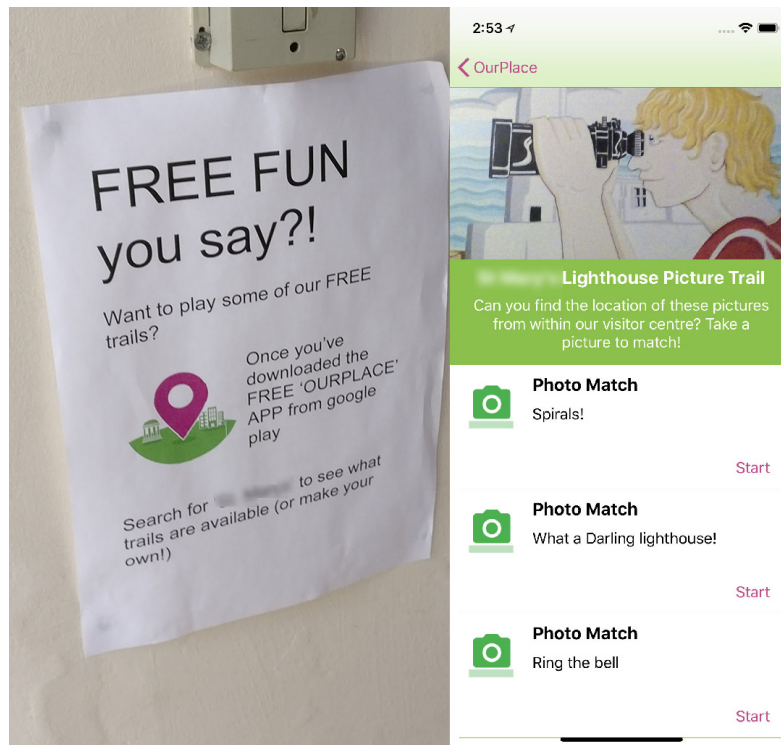 FREE FUN
you say?!
Want to play some of our FREE
trails?
Once you've
downloaded the
FREE 'OURPLACE'
APP from google
play
Search for
to see what
trails are available (or make your
own!)
2:53
OurPlace
Lighthouse Picture Trail
Can you find the location of these pictures
from within our visitor centre? Take a
picture to match!
Photo Match
Spirals!
Start
Photo Match
What a Darling lighthouse!
Start
Photo Match
Ring the bell
Start